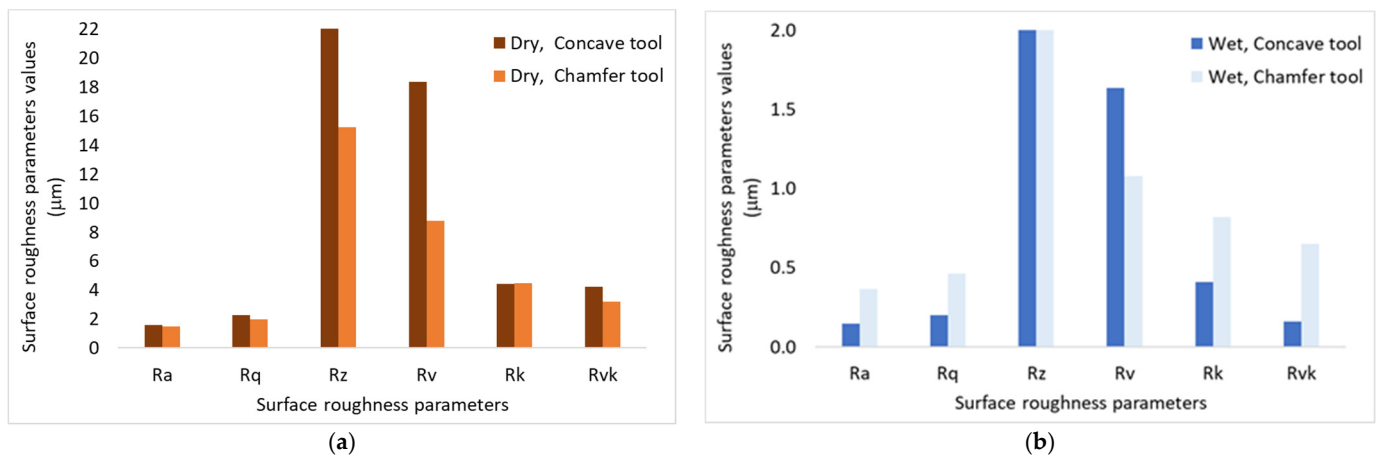 Surface roughness parameters values
(μm)
22
20
18
16
14
12
10
8
6
4
2
0
Dry, Concave tool
Dry, Chamfer tool
Ra Rq Rz Rv Rk Rvk
Surface roughness parameters
(a)
Surface roughness parameters values
(μm)
2.0
1.5
1.0
0.5
0.0
Wet, Concave tool
Wet, Chamfer tool
Ra Rq Rz Rv Rk Rvk
Surface roughness parameters
(b)